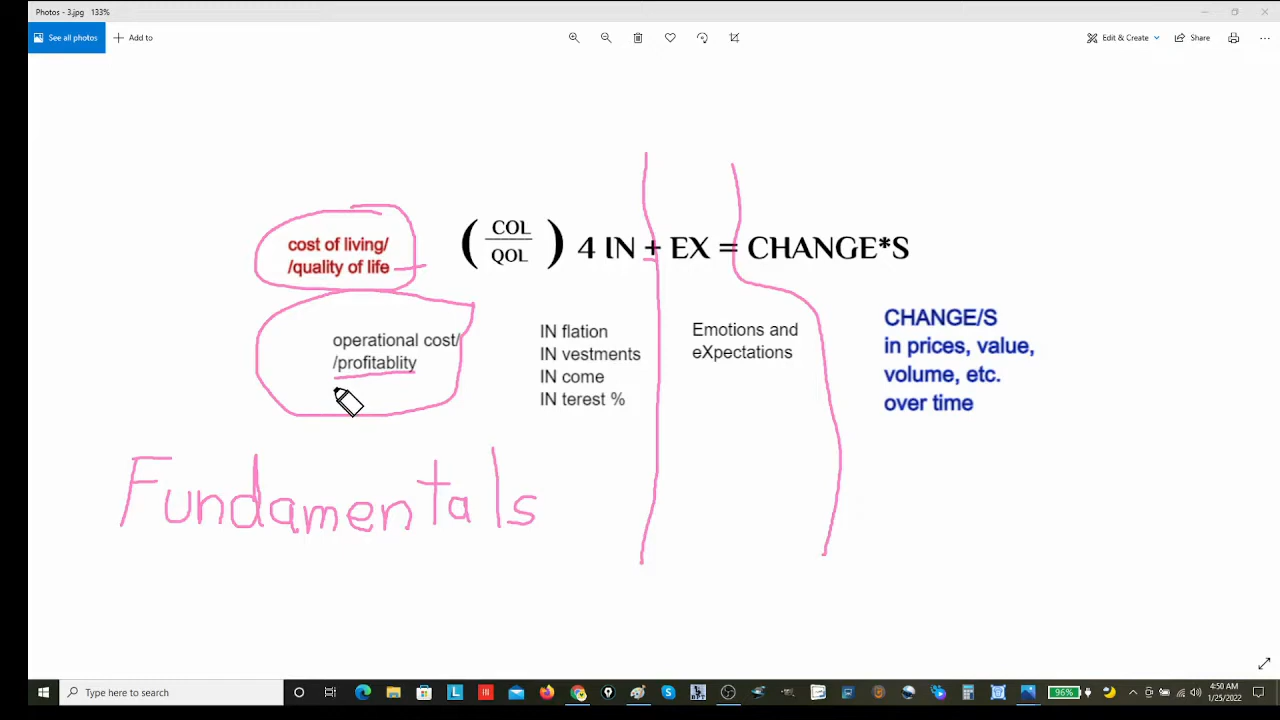 Photos - 3.jpg 133%
See all photos
Add to
Edit & Create
Share
cost of living/
/quality of life
( COL
QOL ) 4 IN + EX = CHANGE*S
operational cost/
/profitablity
IN flation
IN vestments
IN come
IN terest %
Emotions and
eXpectations
CHANGE/S
in prices, value,
volume, etc.
over time
Fundamentals
Type here to search
96%
4:50 AM
1/25/2022